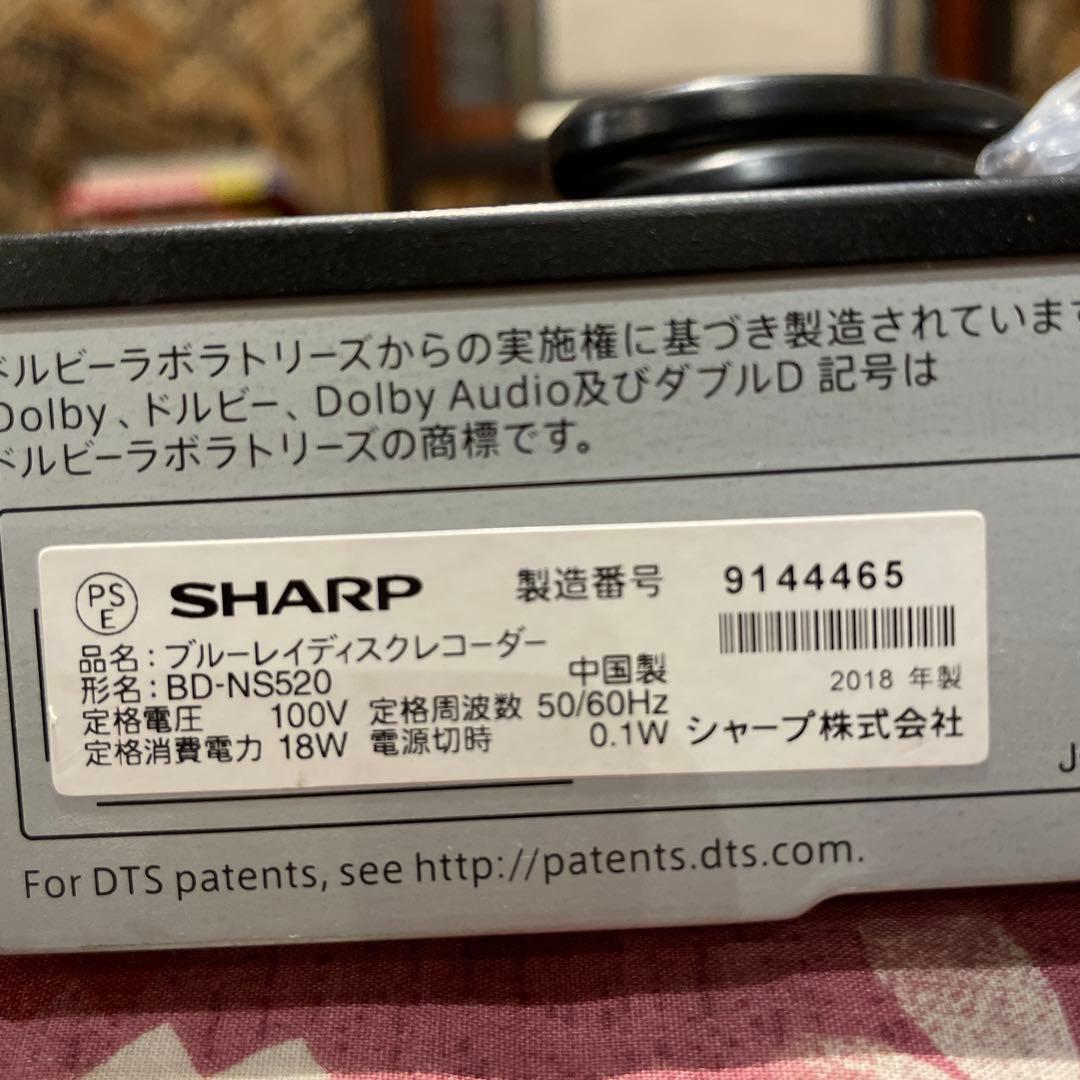 ドルビーラボラトリーズからの実施権に基づき製造されています
Dolby、ドルビー、Dolby Audio及びダブルD 記号は
ドルビーラボラトリーズの商標です。
PSE
SHARP
製造番号 9144465
品名：ブルーレイディスクレコーダー
形名：BD-NS520
中国製
2018 年製
定格電圧 100V 定格周波数 50/60Hz
定格消費電力 18W 電源切時 0.1W シャープ株式会社
J
For DTS patents, see http://patents.dts.com.